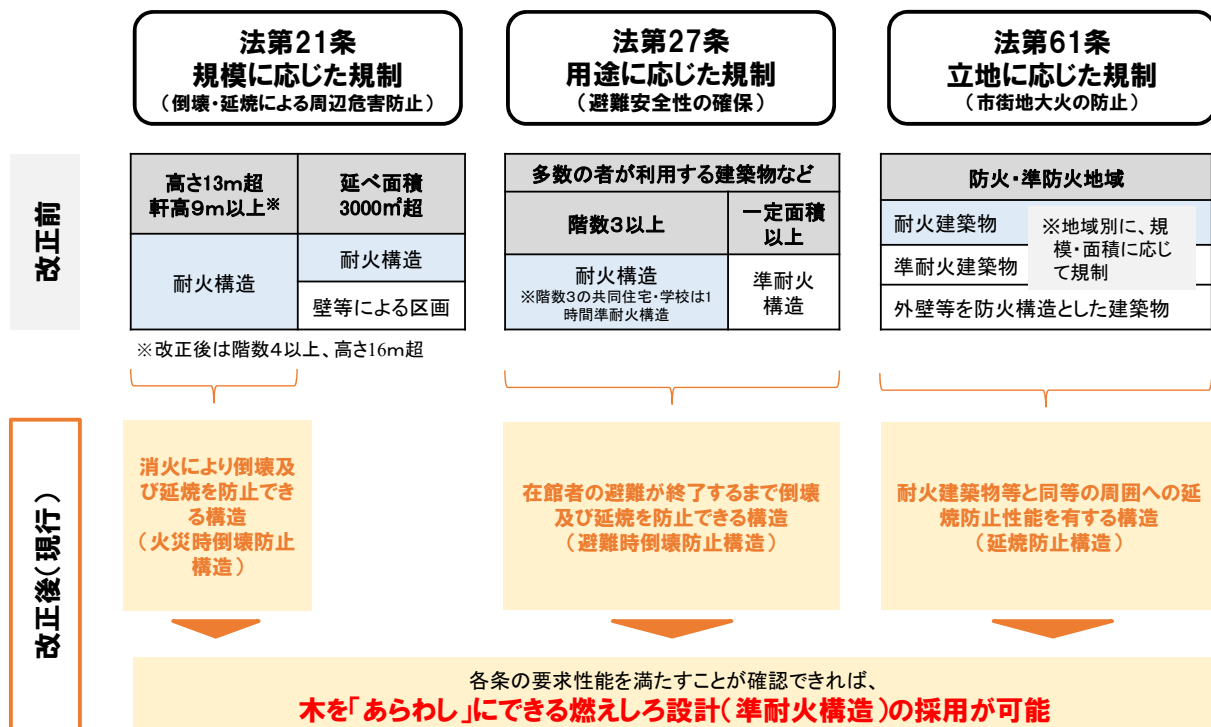 法第21条
規模に応じた規制
（倒壊・延焼による周辺危害防止）
法第27条
用途に応じた規制
（避難安全性の確保）
法第61条
立地に応じた規制
（市街地大火の防止）
改正前
高さ13m超
軒高9m以上※
延べ面積
3000㎡超
耐火構造
耐火構造
壁等による区画
※改正後は階数4以上、高さ16m超
多数の者が利用する建築物など
階数3以上
一定面積
以上
耐火構造
※階数3の共同住宅・学校は1
時間準耐火構造
準耐火
構造
防火・準防火地域
耐火建築物
準耐火建築物
外壁等を防火構造とした建築物
※地域別に、規
模・面積に応じ
て規制
改正後（現行）
消火により倒壊及
び延焼を防止でき
る構造
（火災時倒壊防止
構造）
在館者の避難が終了するまで倒壊
及び延焼を防止できる構造
（避難時倒壊防止構造）
耐火建築物等と同等の周囲への延
焼防止性能を有する構造
（延焼防止構造）
各条の要求性能を満たすことが確認できれば、
木を「あらわし」にできる燃えしろ設計（準耐火構造）の採用が可能